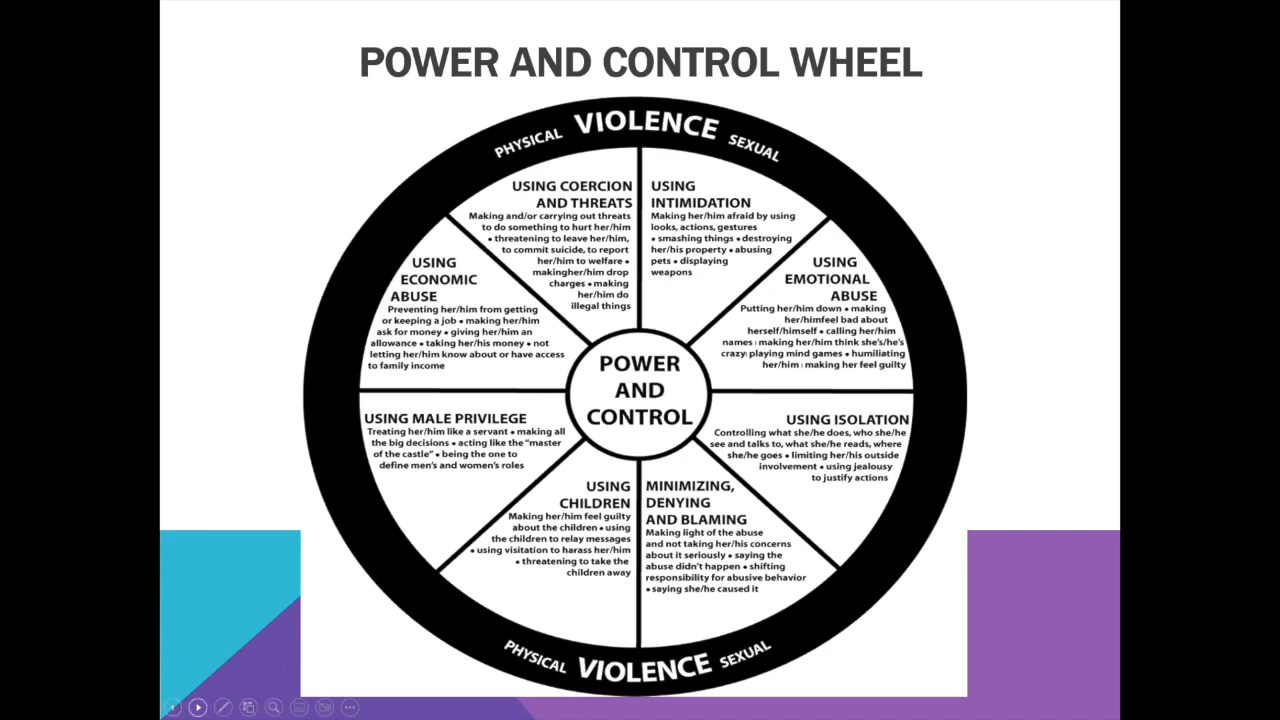 POWER AND CONTROL WHEEL
PHYSICAL VIOLENCE SEXUAL
USING COERCION
AND THREATS
Making and/or carrying out threats
to do something to hurt her/him
• threatening to leave her/him,
to commit suicide, to report
her/him to welfare •
makingher/him drop
charges • making
her/him do
illegal things
USING
INTIMIDATION
Making her/him afraid by using
looks, actions, gestures
• smashing things • destroying
her/his property • abusing
pets • displaying
weapons
USING
ECONOMIC
ABUSE
Preventing her/him from getting
or keeping a job • making her/him
ask for money • giving her/him an
allowance • taking her/his money • not
letting her/him know about or have access
to family income
USING
EMOTIONAL
ABUSE
Putting her/him down • making
her/himfeel bad about
herself/himself • calling her/him
names ı making her/him think she's/he's
crazyı playing mind games • humiliating
her/him ı making her feel guilty
POWER
AND
CONTROL
USING MALE PRIVILEGE
Treating her/him like a servant • making all
the big decisions • acting like the "master
of the castle" • being the one to
define men's and women's roles
USING ISOLATION
Controlling what she/he does, who she/he
see and talks to, what she/he reads, where
she/he goes • limiting her/his outside
involvement • using jealousy
to justify actions
USING
CHILDREN
Making her/him feel guilty
about the children • using
the children to relay messages
• using visitation to harass her/him
• threatening to take the
children away
MINIMIZING,
DENYING
AND BLAMING
Making light of the abuse
and not taking her/his concerns
about it seriously • saying the
abuse didn't happen • shifting
responsibility for abusive behavior
• saying she/he caused it
PHYSICAL VIOLENCE SEXUAL